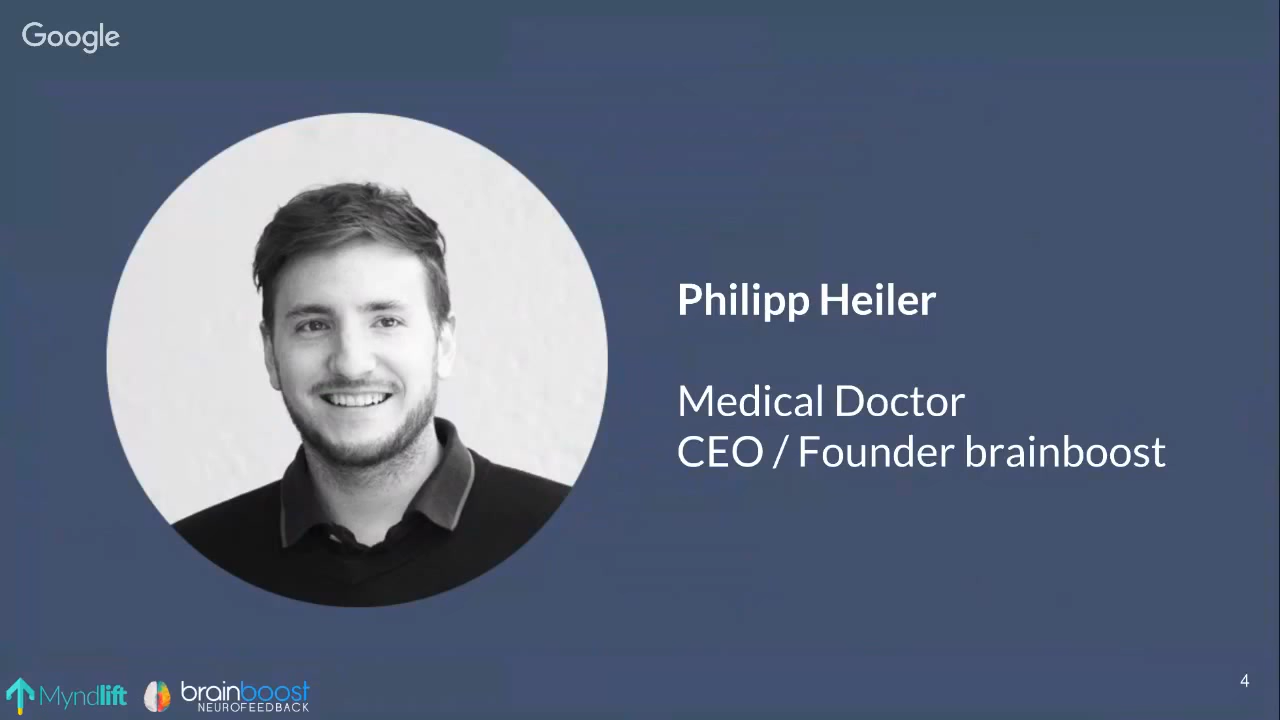 Google
Philipp Heiler
Medical Doctor
CEO / Founder brainboost
Myndlift
brainboost
NEUROFEEDBACK
4